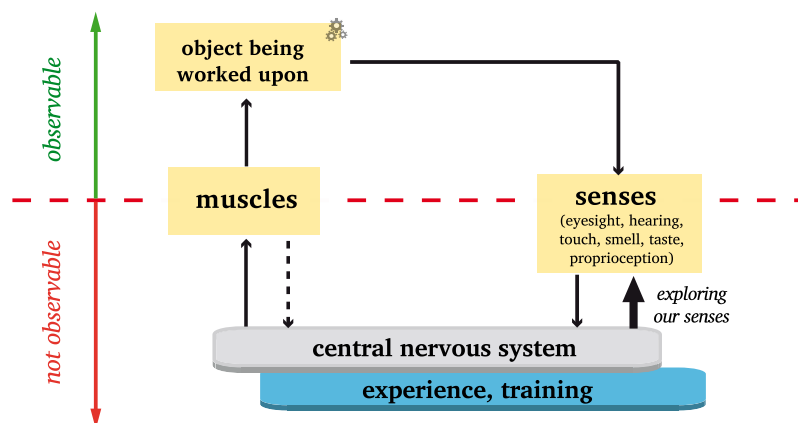 observable
object being
worked upon
muscles
senses
(eyesight, hearing,
touch, smell, taste,
proprioception)
not observable
exploring
our senses
central nervous system
experience, training